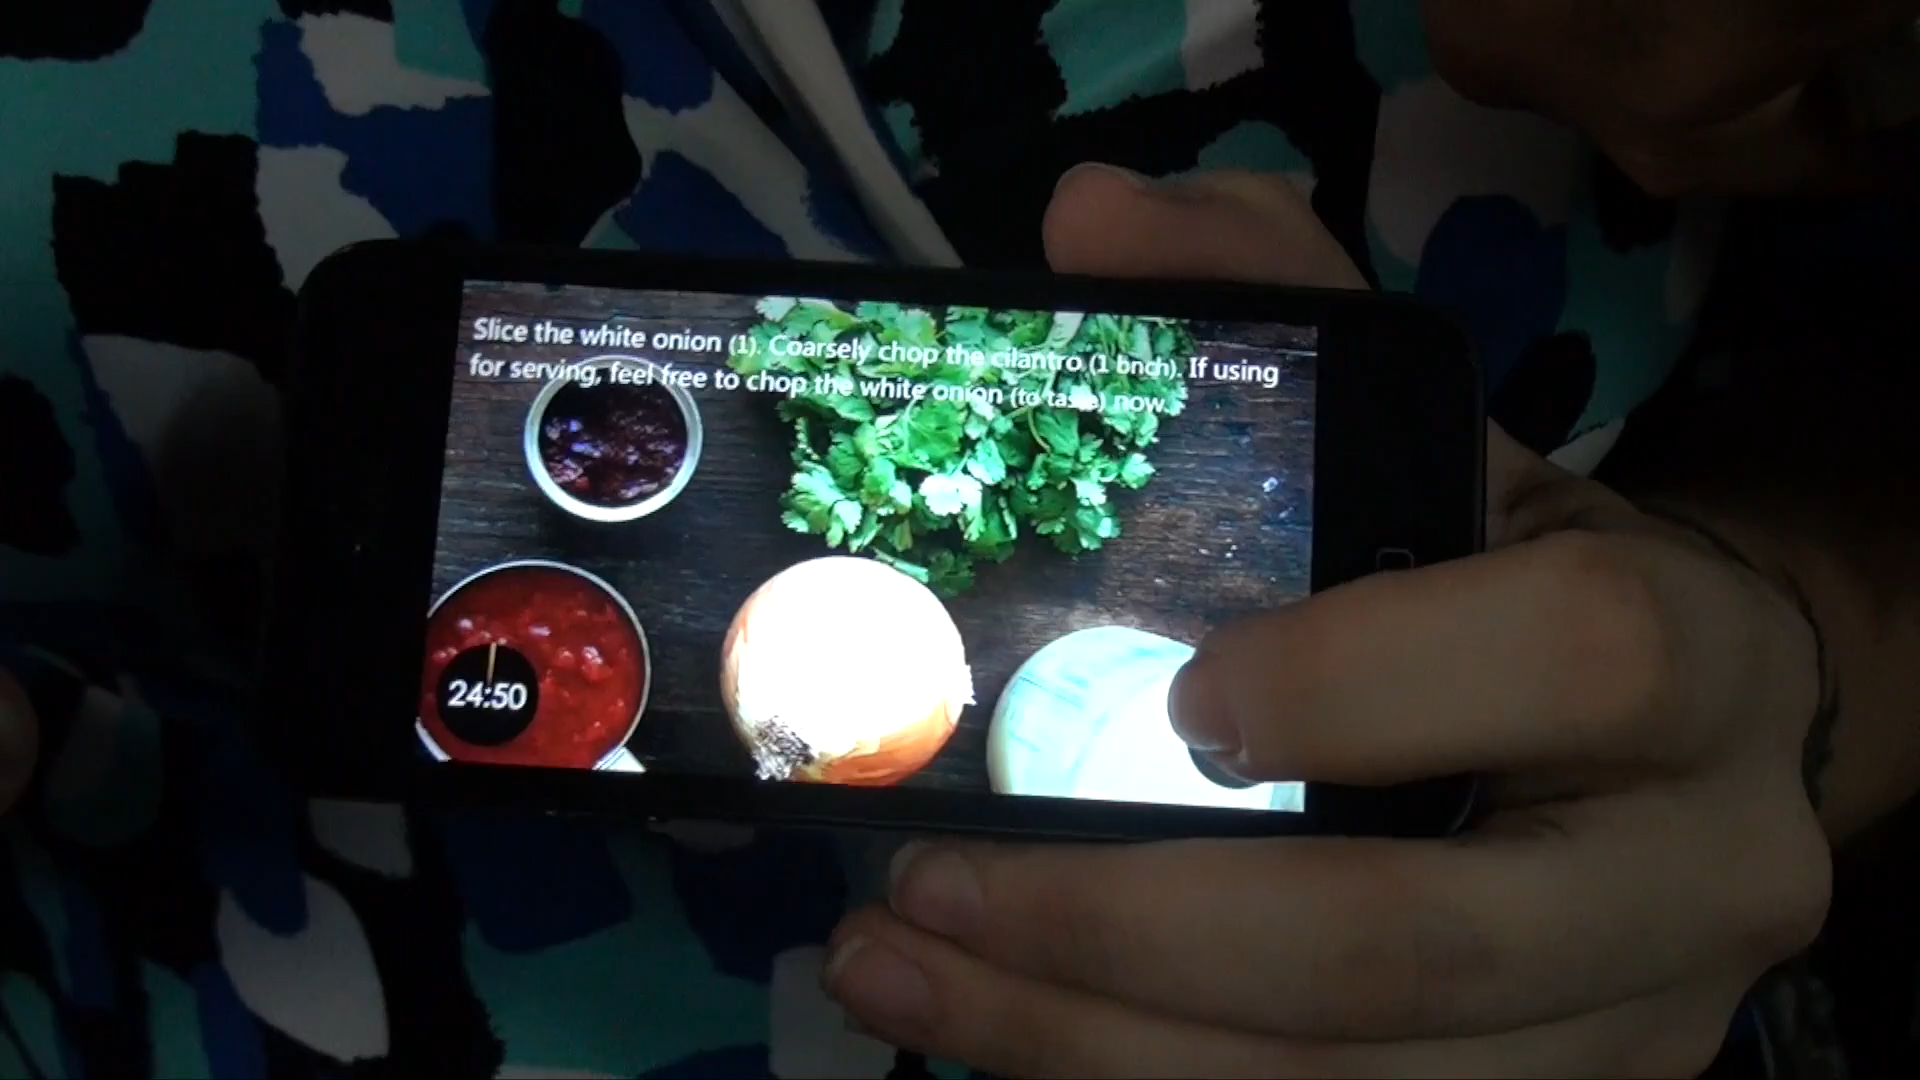 Slice the white onion (1). Coarsely chop the cilantro (1 bnch). If using
for serving, feel free to chop the white onion (to taste) now.
24:50